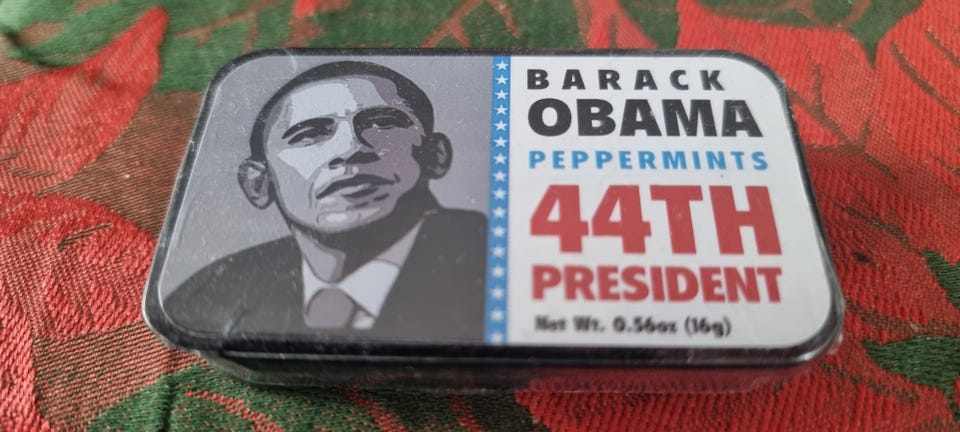 BARACK
OBAMA
PEPPERMINTS
44TH
PRESIDENT
Net Wt. 0.56oz (16g)